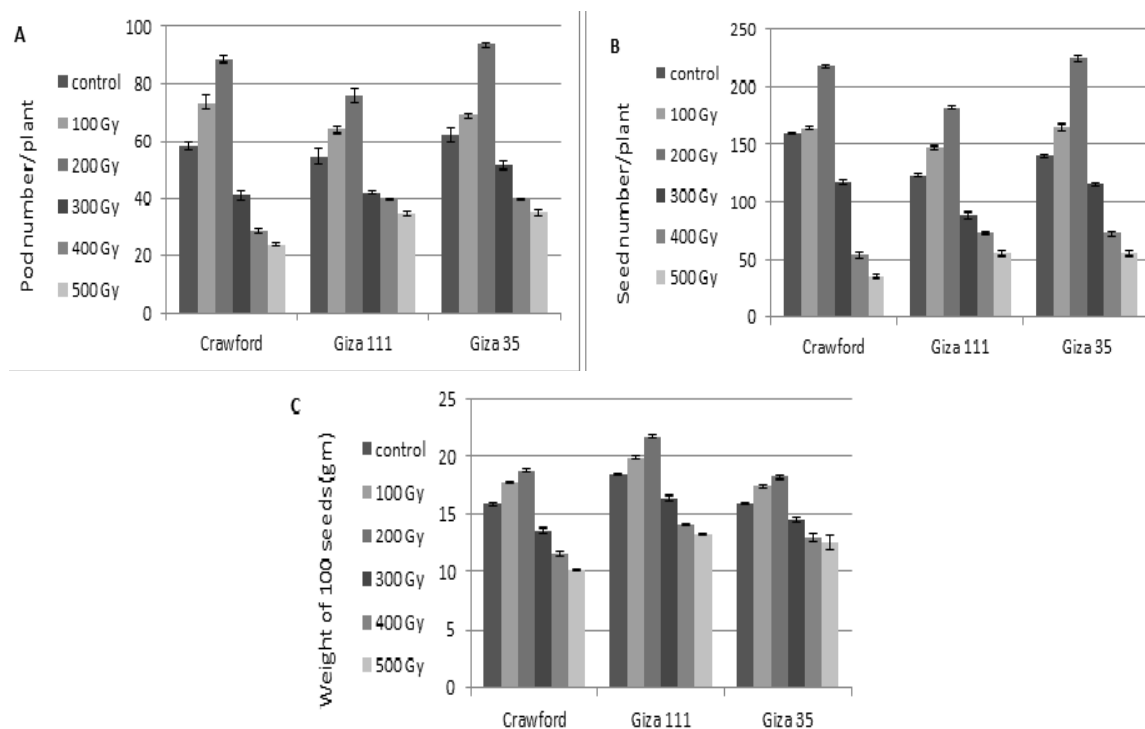 A
Pod number/plant
100
80
60
40
20
0
control
100 Gy
200 Gy
300 Gy
400 Gy
500 Gy
Crawford Giza 111 Giza 35
B
Seed number/plant
250
200
150
100
50
0
control
100 Gy
200 Gy
300 Gy
400 Gy
500 Gy
Crawford Giza 111 Giza 35
C
Weight of 100 seeds (gm)
25
20
15
10
5
0
control
100 Gy
200 Gy
300 Gy
400 Gy
500 Gy
Crawford Giza 111 Giza 35